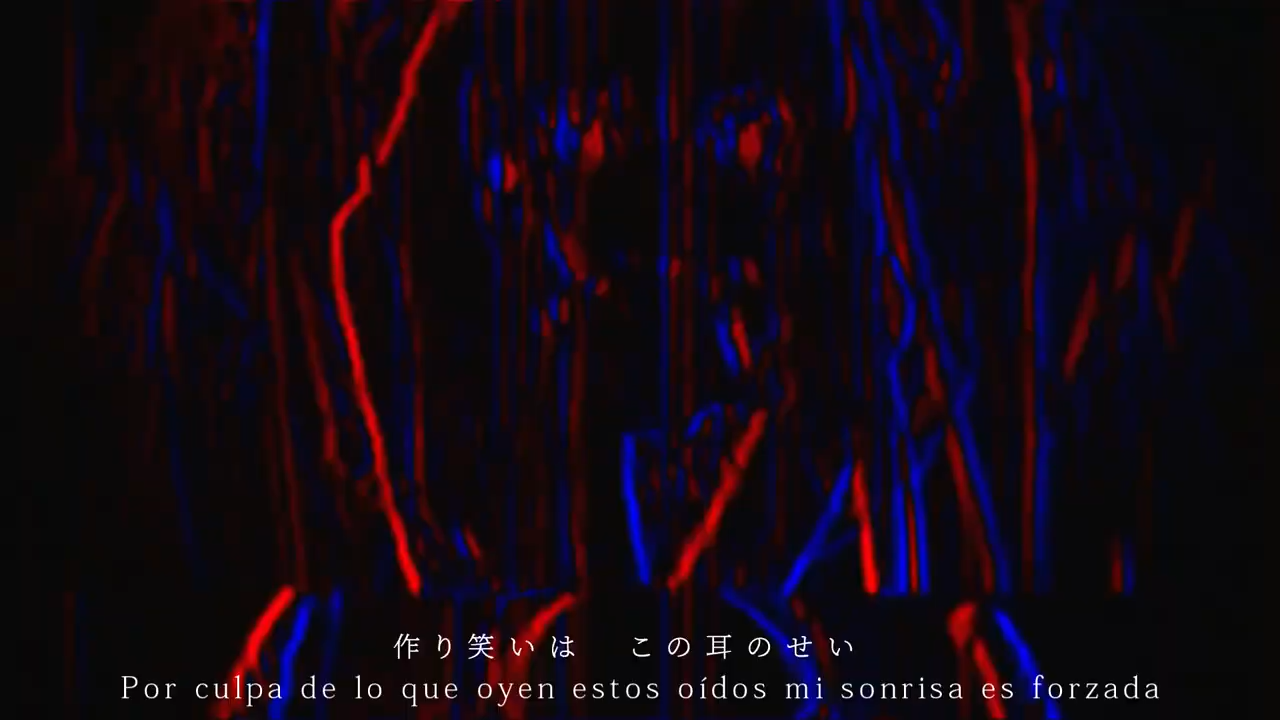 作り笑いは　この耳のせい
Por culpa de lo que oyen estos oídos mi sonrisa es forzada